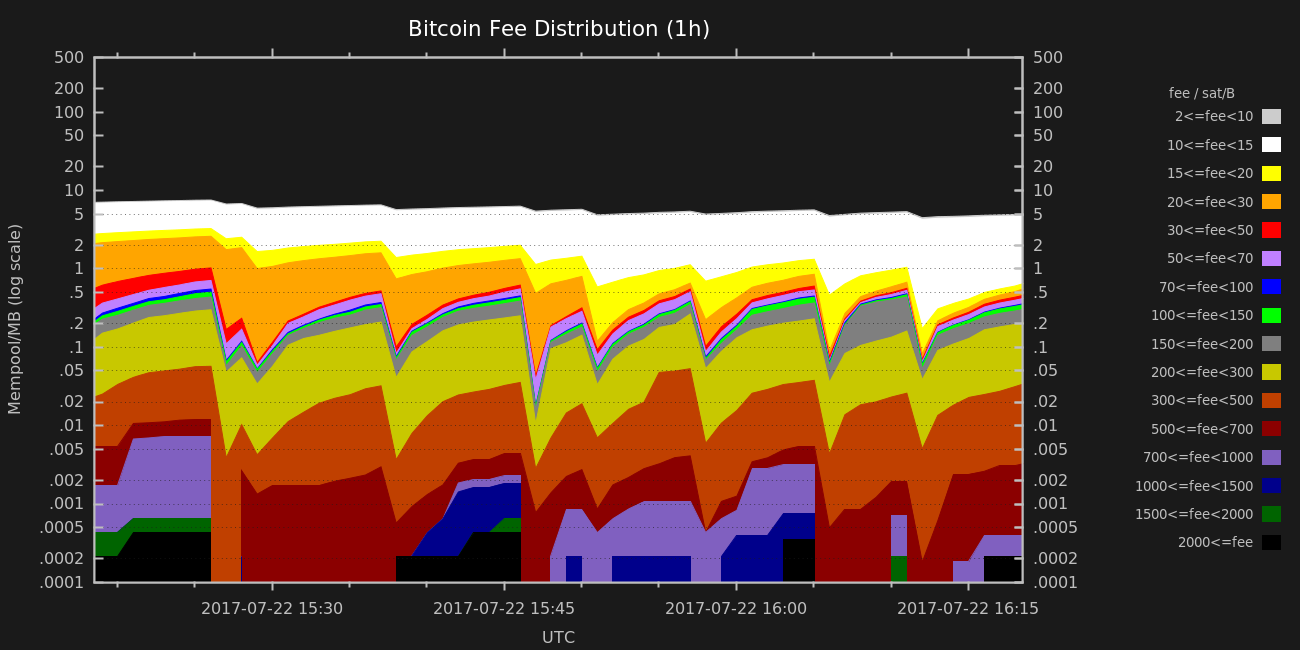 Bitcoin Fee Distribution (1h)
500 500
200 200
100 100
50 50
20 20
10 10
5 5
2 2
1 1
.5 .5
.2 .2
.1 .1
.05 .05
.02 .02
.01 .01
.005 .005
.002 .002
.001 .001
.0005 .0005
.0002 .0002
.0001 .0001
Mempool/MB (log scale)
2017-07-22 15:30 2017-07-22 15:45 2017-07-22 16:00 2017-07-22 16:15
UTC
fee / sat/B
2<=fee<10
10<=fee<15
15<=fee<20
20<=fee<30
30<=fee<50
50<=fee<70
70<=fee<100
100<=fee<150
150<=fee<200
200<=fee<300
300<=fee<500
500<=fee<700
700<=fee<1000
1000<=fee<1500
1500<=fee<2000
2000<=fee